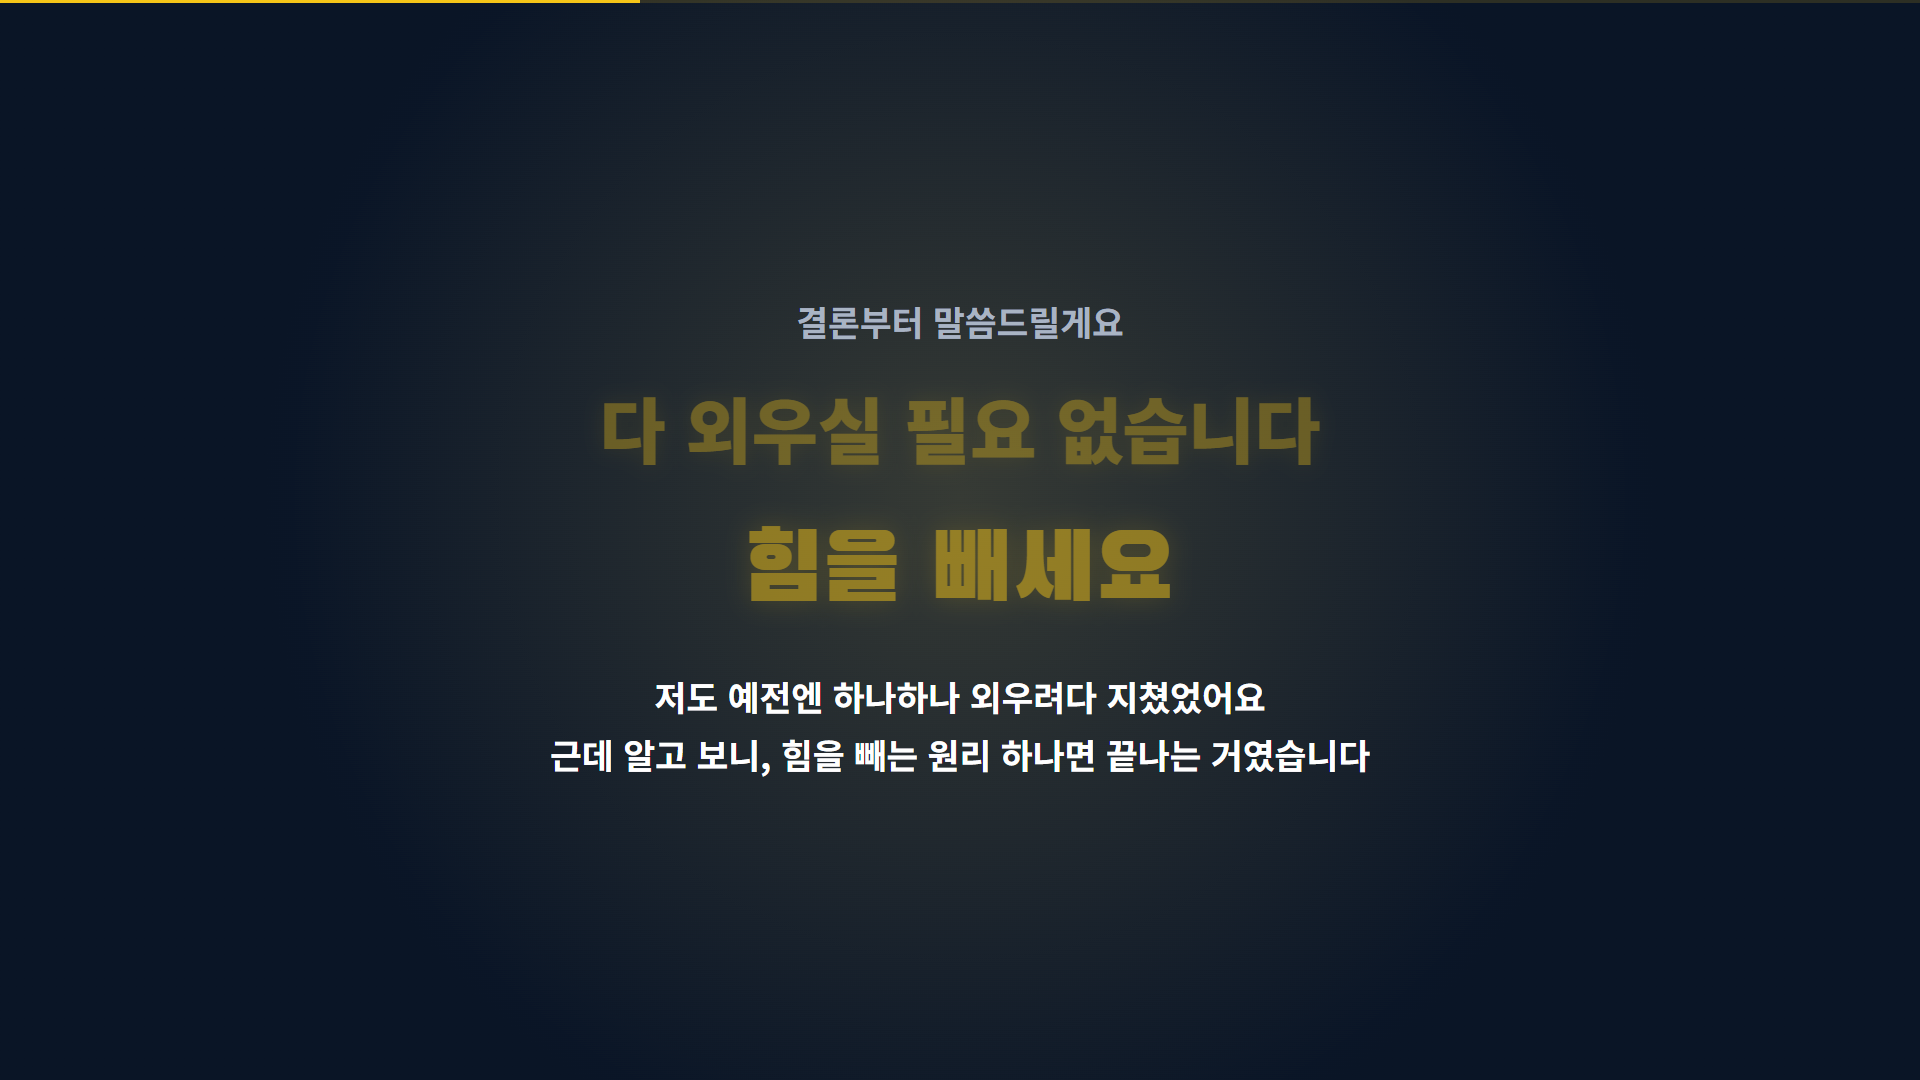 결론부터 말씀드릴게요
다 외우실 필요 없습니다
힘을 빼세요
저도 예전엔 하나하나 외우려다 지쳤었어요
근데 알고 보니, 힘을 빼는 원리 하나면 끝나는 거였습니다